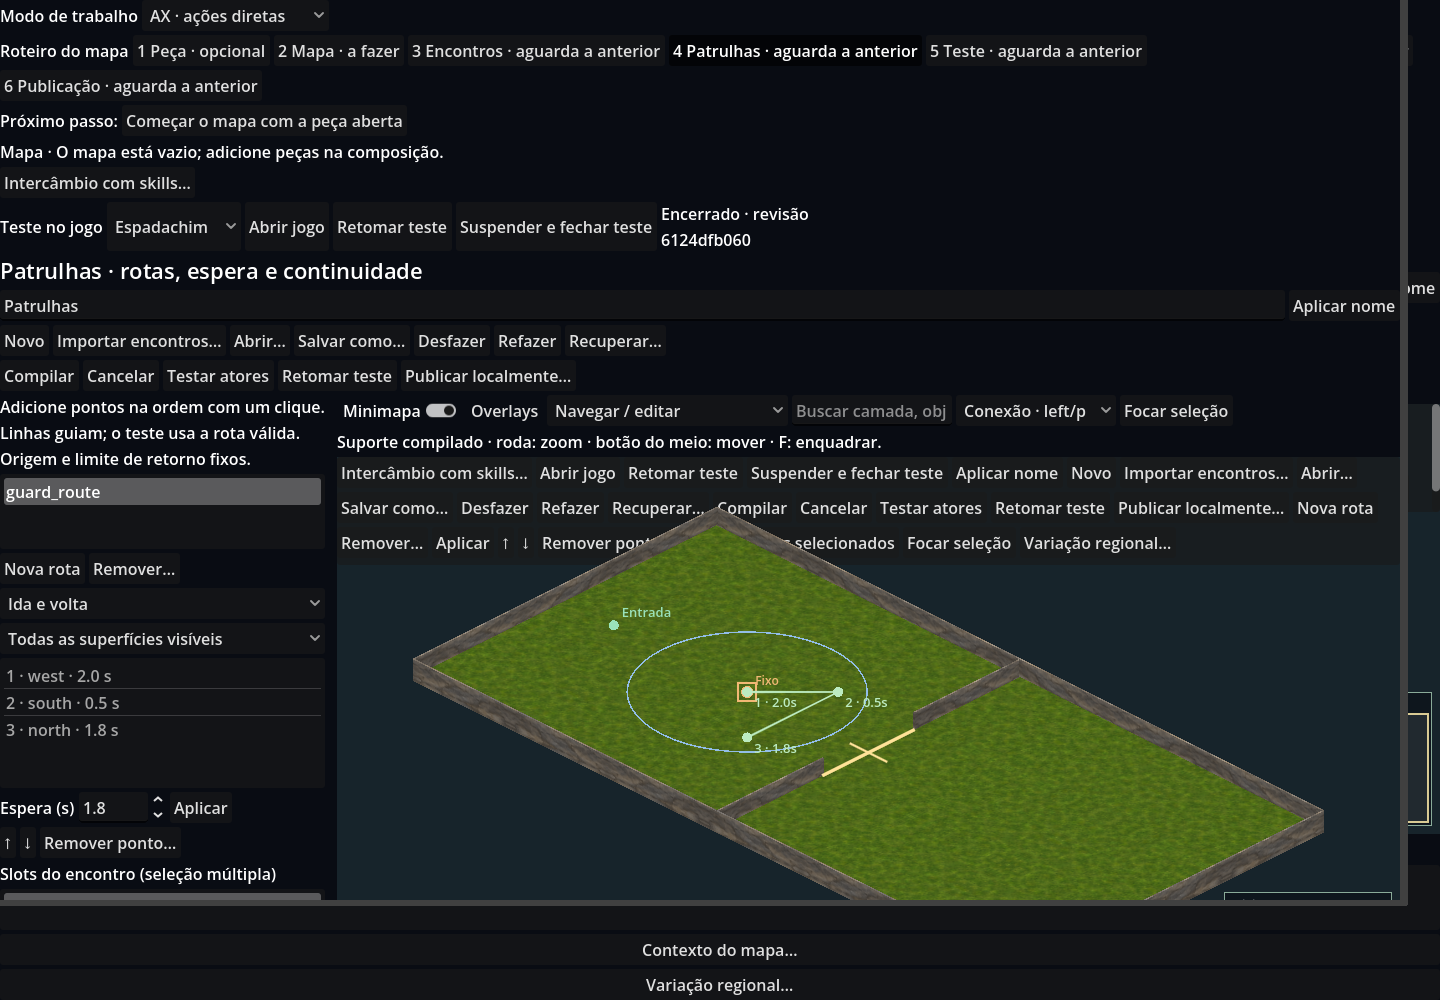 Modo de trabalho AX · ações diretas
Roteiro do mapa 1 Peça · opcional 2 Mapa · a fazer 3 Encontros · aguarda a anterior 4 Patrulhas · aguarda a anterior 5 Teste · aguarda a anterior
6 Publicação · aguarda a anterior
Próximo passo: Começar o mapa com a peça aberta
Mapa · O mapa está vazio; adicione peças na composição.
Intercâmbio com skills...
Teste no jogo Espadachim Abrir jogo Retomar teste Suspender e fechar teste Encerrado · revisão
6124dfb060
Patrulhas · rotas, espera e continuidade
ome
Patrulhas Aplicar nome
Novo Importar encontros... Abrir... Salvar como... Desfazer Refazer Recuperar...
Compilar Cancelar Testar atores Retomar teste Publicar localmente...
Adicione pontos na ordem com um clique.
Linhas guiam; o teste usa a rota válida.
Origem e limite de retorno fixos.
guard_route
Nova rota Remover...
Ida e volta
Todas as superfícies visíveis
1 · west · 2.0 s
2 · south · 0.5 s
3 · north · 1.8 s
Espera (s) 1.8 Aplicar
↑ ↓ Remover ponto...
Slots do encontro (seleção múltipla)
Minimapa Overlays Navegar / editar Buscar camada, obj Conexão · left/p Focar seleção
Suporte compilado · roda: zoom · botão do meio: mover · F: enquadrar.
Intercâmbio com skills... Abrir jogo Retomar teste Suspender e fechar teste Aplicar nome Novo Importar encontros... Abrir...
Salvar como... Desfazer Refazer Recuperar... Compilar Cancelar Testar atores Retomar teste Publicar localmente... Nova rota
Remover... Aplicar ↑ ↓ Remover pont s selecionados Focar seleção Variação regional...
Entrada
Fixo
1 · 2.0s
2 · 0.5s
3 · 1.8s
Contexto do mapa...
Variação regional...